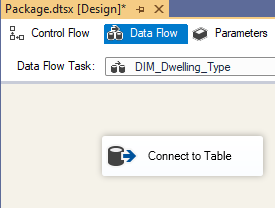 Package.dtsx [Design]*
Control Flow Data Flow Parameters
Data Flow Task: DIM_Dwelling_Type
Connect to Table